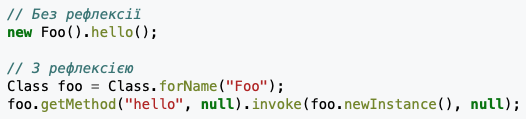 // Без рефлексії
new Foo().hello();
// З рефлексією
Class foo = Class.forName("Foo");
foo.getMethod("hello", null).invoke(foo.newInstance(), null);